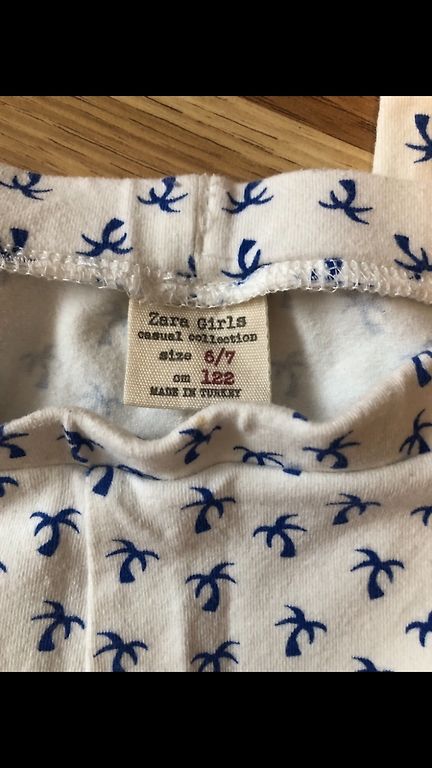 Zara Girls
casual collection
size 6/7
cm 122
MADE IN TURKEY